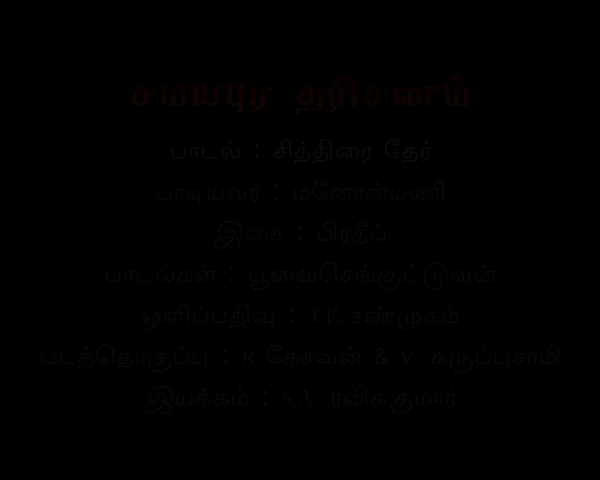 சமயபுர தரிசனம்
பாடல் : சித்திரை தேர்
பாடியவர் : மனோன்மணி
இசை : பிரதீப்
பாடல்கள் : பூவைசெங்குட்டுவன்
ஒளிப்பதிவு : T.E. சண்முகம்
படத்தொகுப்பு : R. கேசவன் & V. கருப்புசாமி
இயக்கம் : S.A ரவிக்குமார்